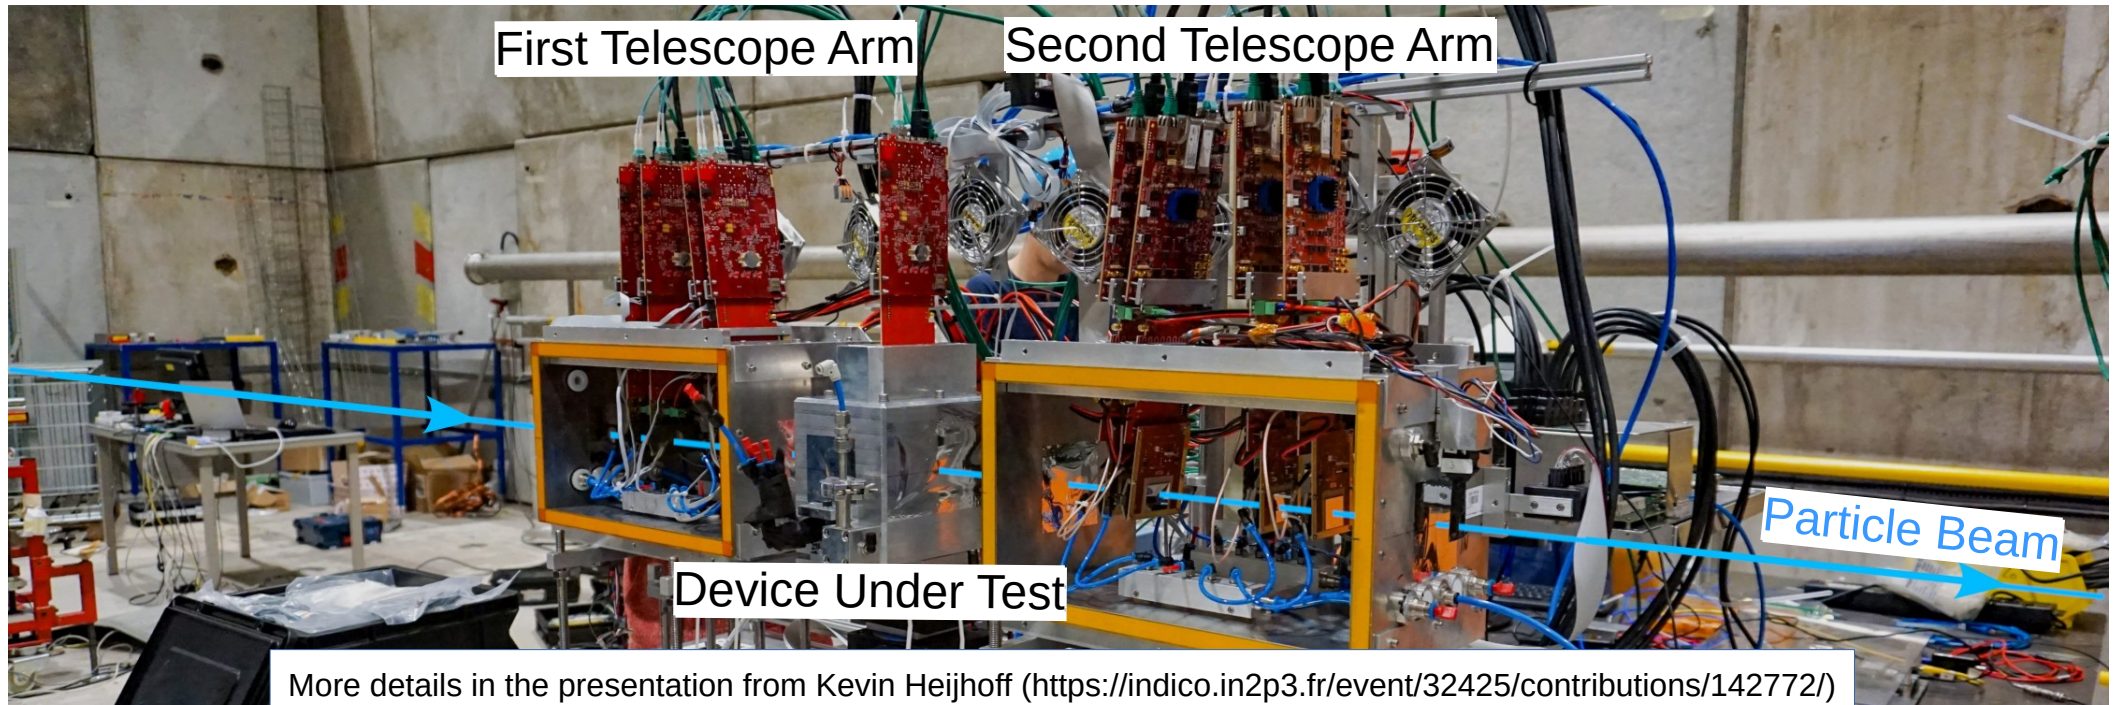 First Telescope Arm
Second Telescope Arm
Particle Beam
Device Under Test
More details in the presentation from Kevin Heijhoff (https://indico.in2p3.fr/event/32425/contributions/142772/)